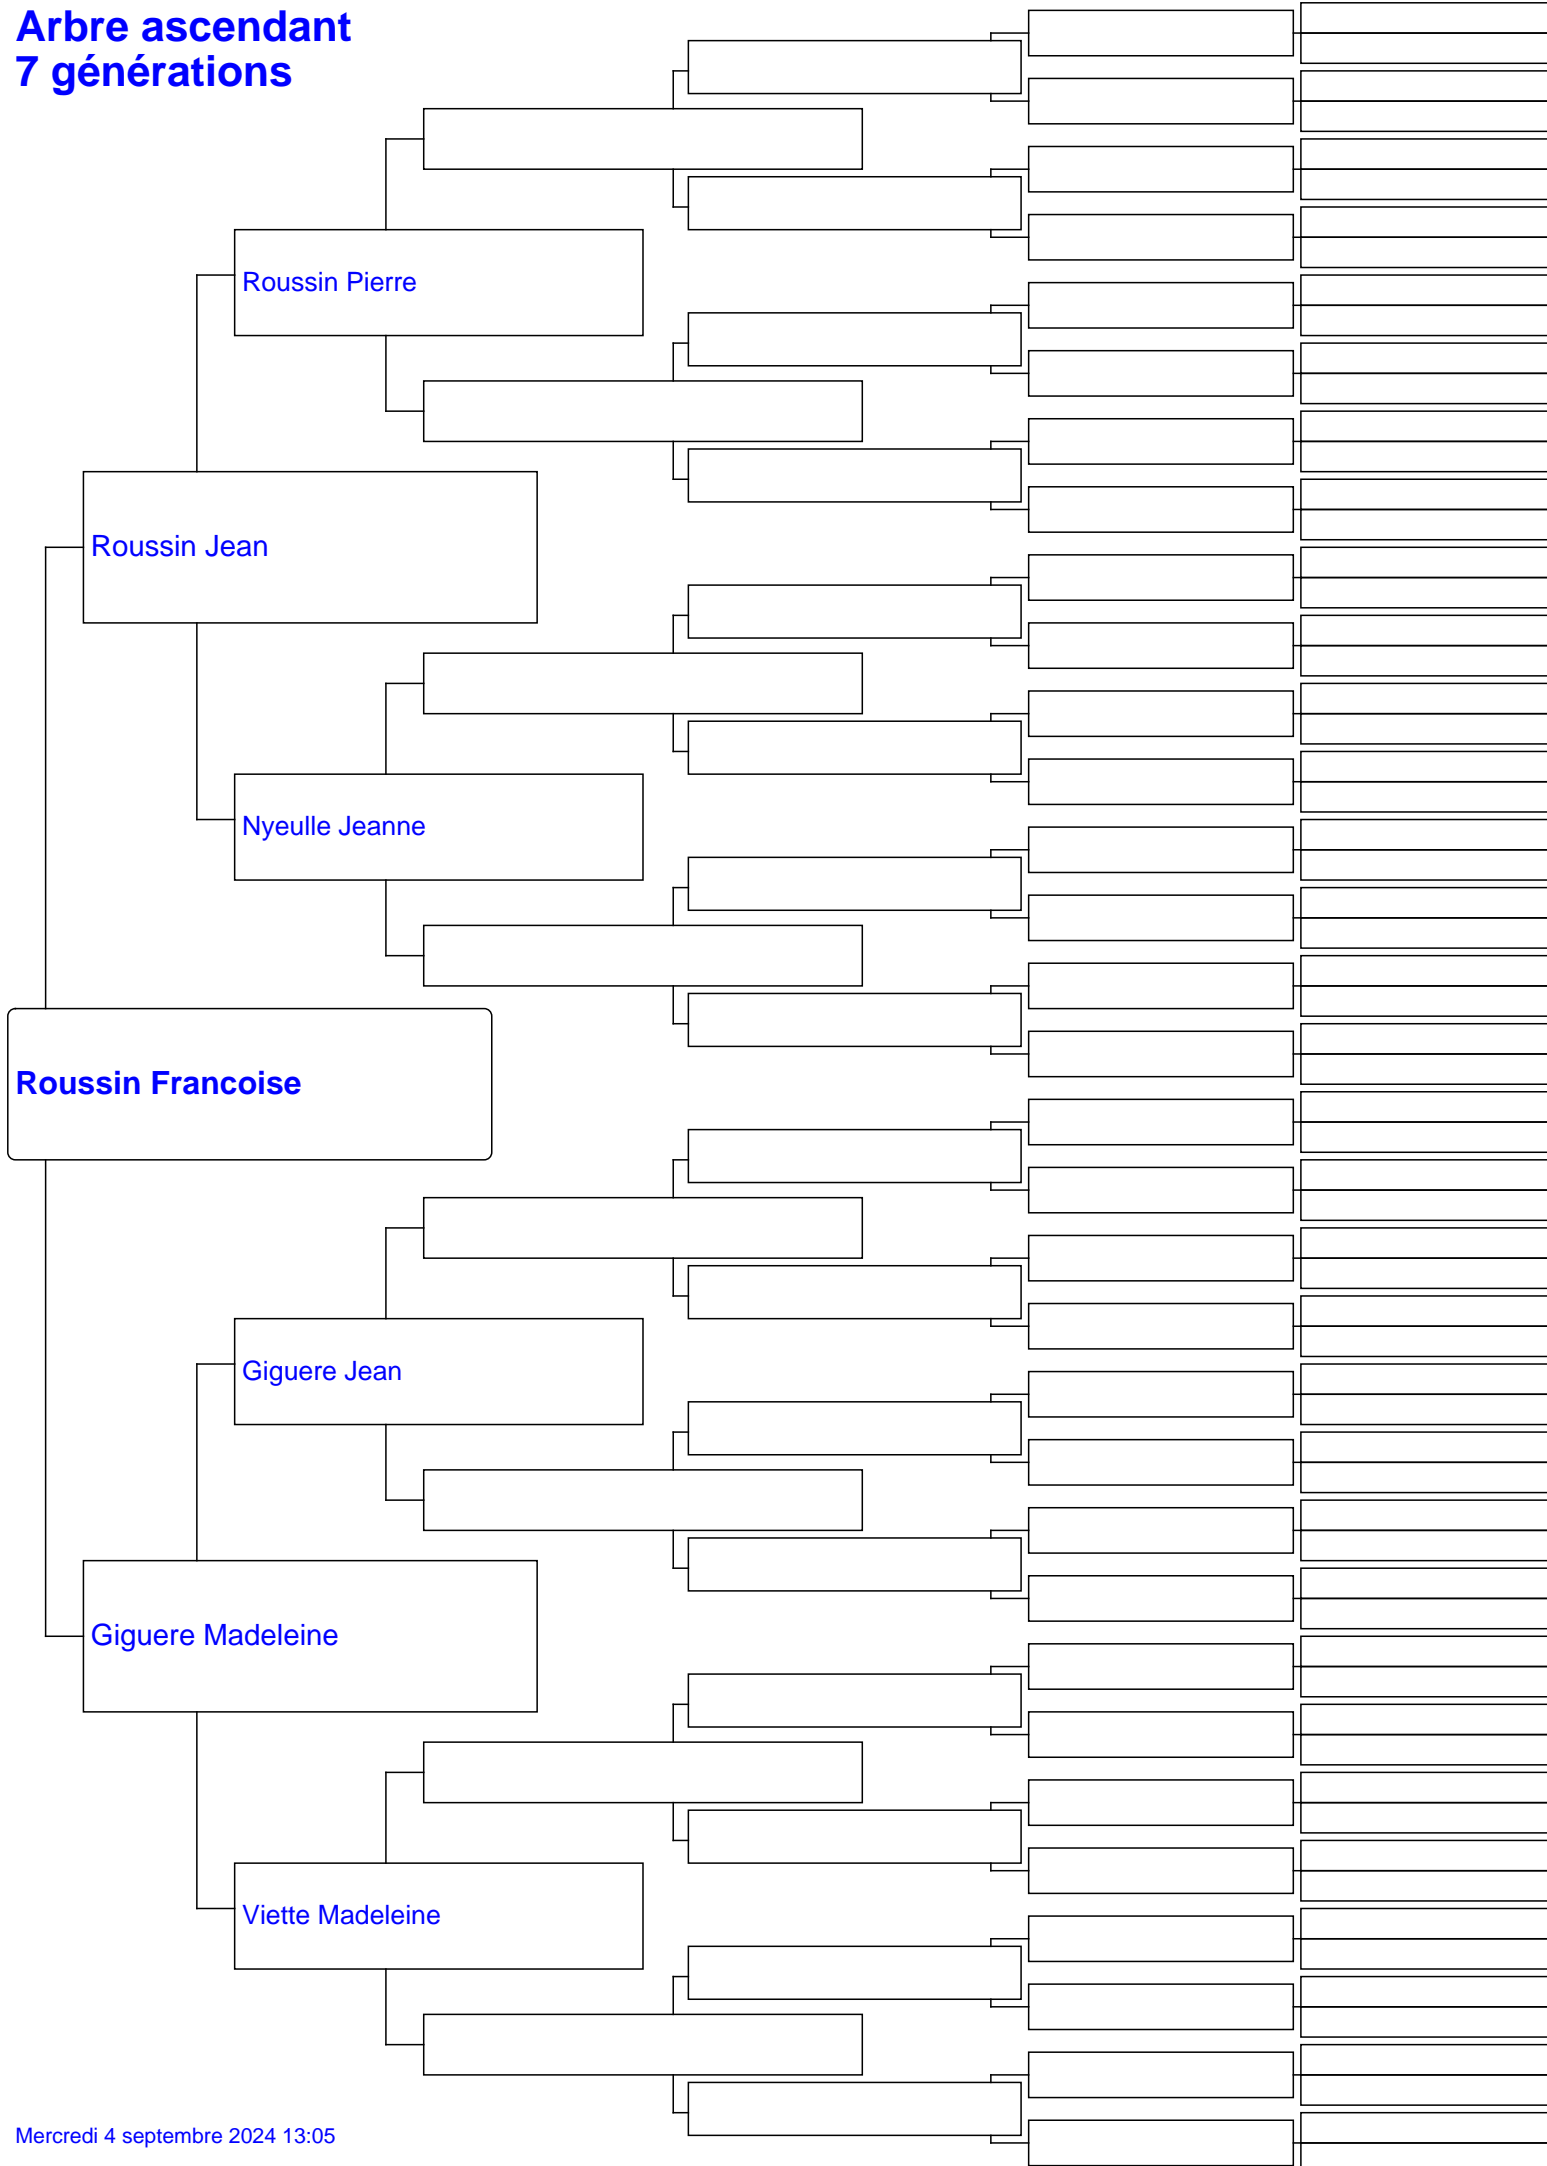 Arbre ascendant
7 générations
Roussin Pierre
Roussin Jean
Nyeulle Jeanne
Roussin Francoise
Giguere Jean
Giguere Madeleine
Viette Madeleine
Mercredi 4 septembre 2024 13:05